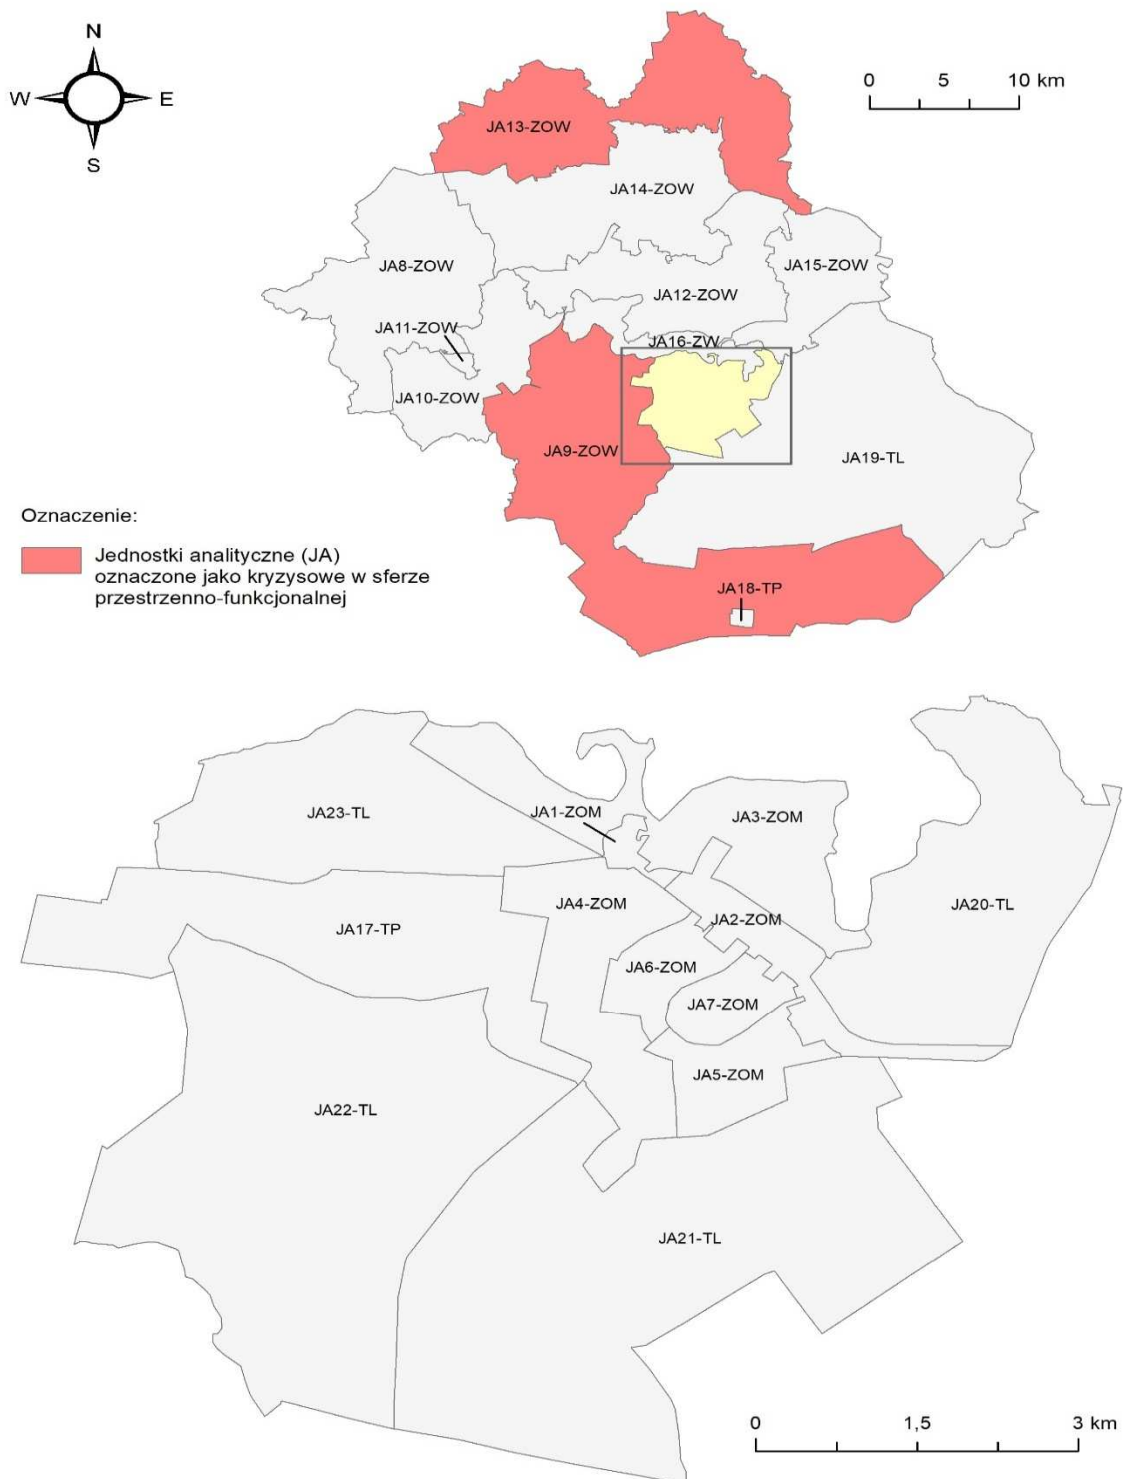 N
W E
S
0 5 10 km
JA13-ZOW
JA14-ZOW
JA8-ZOW
JA15-ZOW
JA12-ZOW
JA11-ZOW
JA16-ZW
JA10-ZOW
JA9-ZOW
JA19-TL
Oznaczenie:
Jednostki analityczne (JA)
oznaczone jako kryzysowe w sferze
przestrzenno-funkcjonalnej
JA18-TP
JA23-TL
JA1-ZOM
JA3-ZOM
JA4-ZOM
JA20-TL
JA2-ZOM
JA17-TP
JA6-ZOM
JA7-ZOM
JA5-ZOM
JA22-TL
JA21-TL
0 1,5 3 km